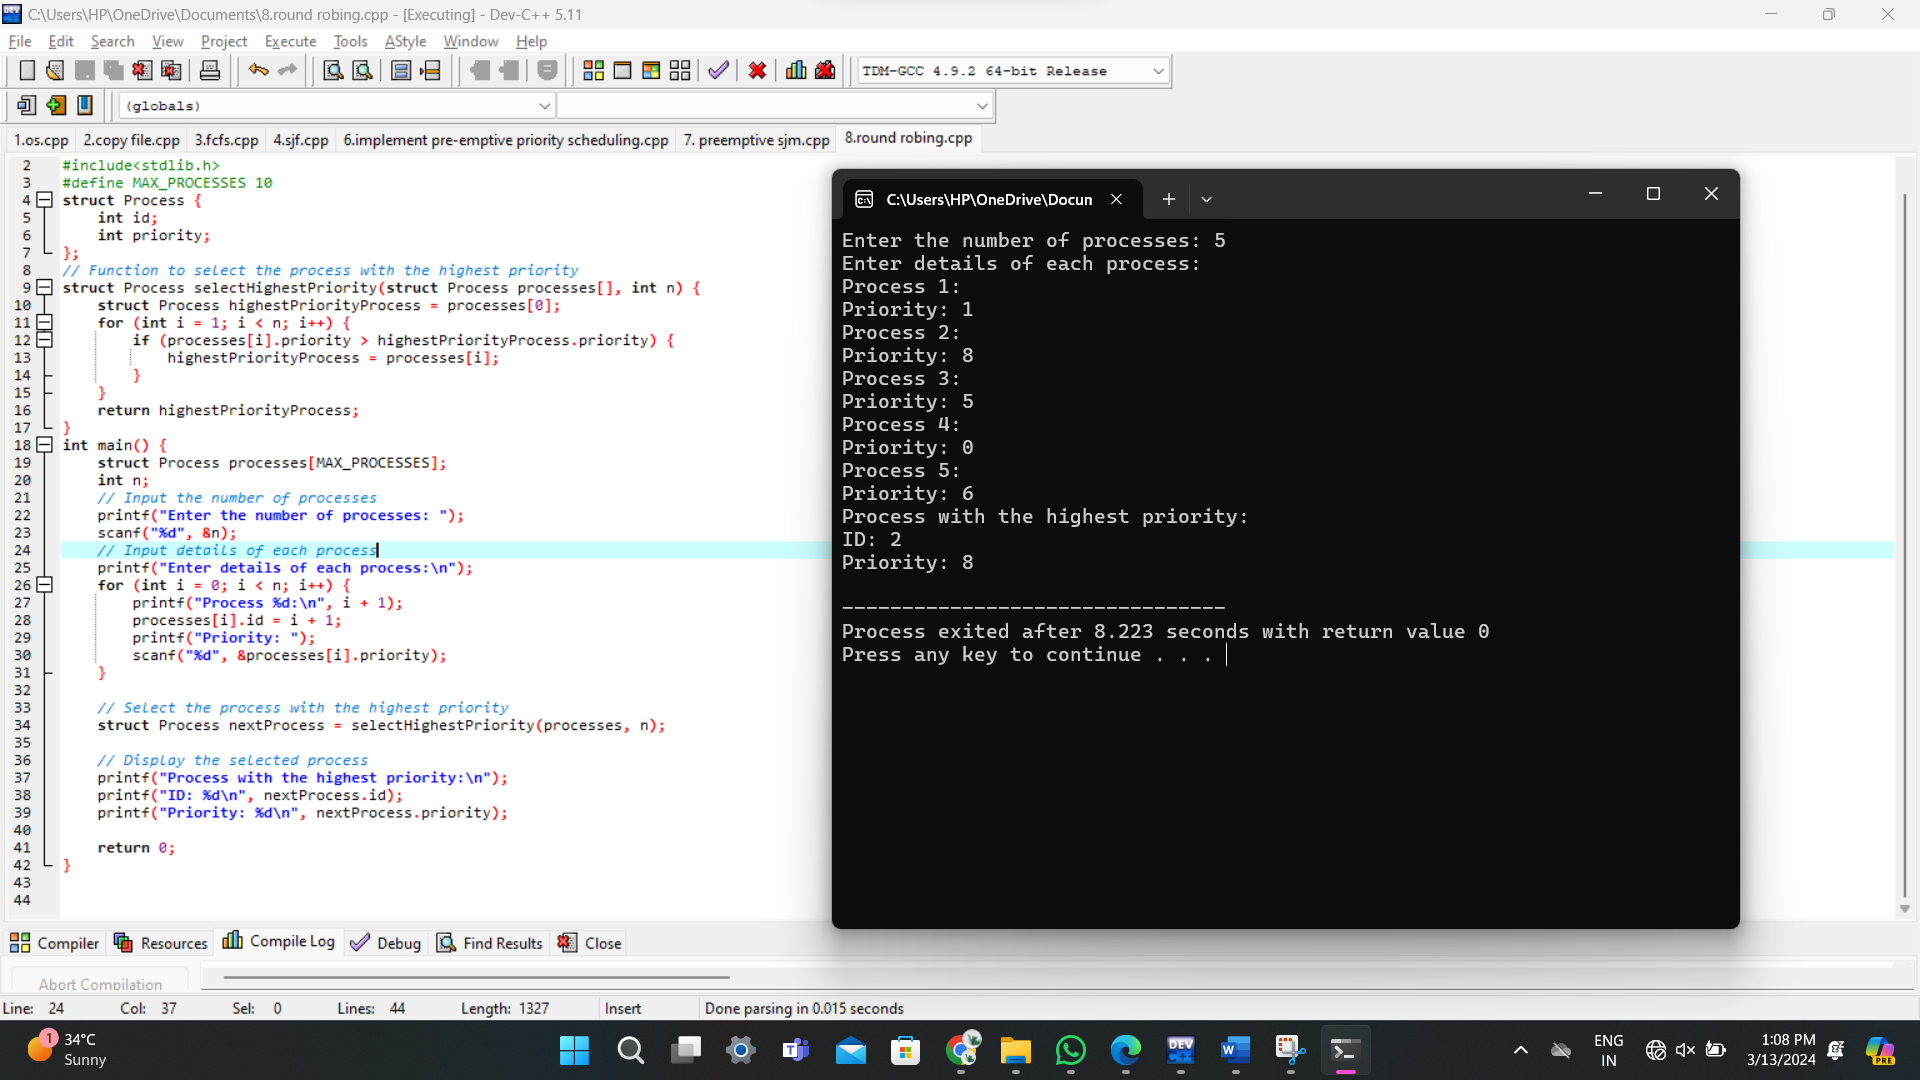 C:\Users\HP\OneDrive\Documents\8.round robing.cpp - [Executing] - Dev-C++ 5.11
File Edit Search View Project Execute Tools AStyle Window Help
TDM-GCC 4.9.2 64-bit Release
(globals)
1.os.cpp 2.copy file.cpp 3.fcfs.cpp 4.sjf.cpp 6.implement pre-emptive priority scheduling.cpp 7. preemptive sjm.cpp 8.round robing.cpp
2 #include<stdlib.h>
3 #define MAX_PROCESSES 10
4 struct Process {
5 int id;
6 int priority;
7 };
8 // Function to select the process with the highest priority
9 struct Process selectHighestPriority(struct Process processes[], int n) {
10 struct Process highestPriorityProcess = processes[0];
11 for (int i = 1; i < n; i++) {
12 if (processes[i].priority > highestPriorityProcess.priority) {
13 highestPriorityProcess = processes[i];
14 }
15 }
16 return highestPriorityProcess;
17 }
18 int main() {
19 struct Process processes[MAX_PROCESSES];
20 int n;
21 // Input the number of processes
22 printf("Enter the number of processes: ");
23 scanf("%d", &n);
24 // Input details of each process
25 printf("Enter details of each process:\n");
26 for (int i = 0; i < n; i++) {
27 printf("Process %d:\n", i + 1);
28 processes[i].id = i + 1;
29 printf("Priority: ");
30 scanf("%d", &processes[i].priority);
31 }
32
33 // Select the process with the highest priority
34 struct Process nextProcess = selectHighestPriority(processes, n);
35
36 // Display the selected process
37 printf("Process with the highest priority:\n");
38 printf("ID: %d\n", nextProcess.id);
39 printf("Priority: %d\n", nextProcess.priority);
40
41 return 0;
42 }
43
44
C:\Users\HP\OneDrive\Docun
Enter the number of processes: 5
Enter details of each process:
Process 1:
Priority: 1
Process 2:
Priority: 8
Process 3:
Priority: 5
Process 4:
Priority: 0
Process 5:
Priority: 6
Process with the highest priority:
ID: 2
Priority: 8
--------------------------------
Process exited after 8.223 seconds with return value 0
Press any key to continue . . .
Compiler Resources Compile Log Debug Find Results Close
Abort Compilation
Line: 24 Col: 37 Sel: 0 Lines: 44 Length: 1327 Insert Done parsing in 0.015 seconds
1
34°C
Sunny
DEV
C++
W
ENG
IN
1:08 PM
3/13/2024
PRE